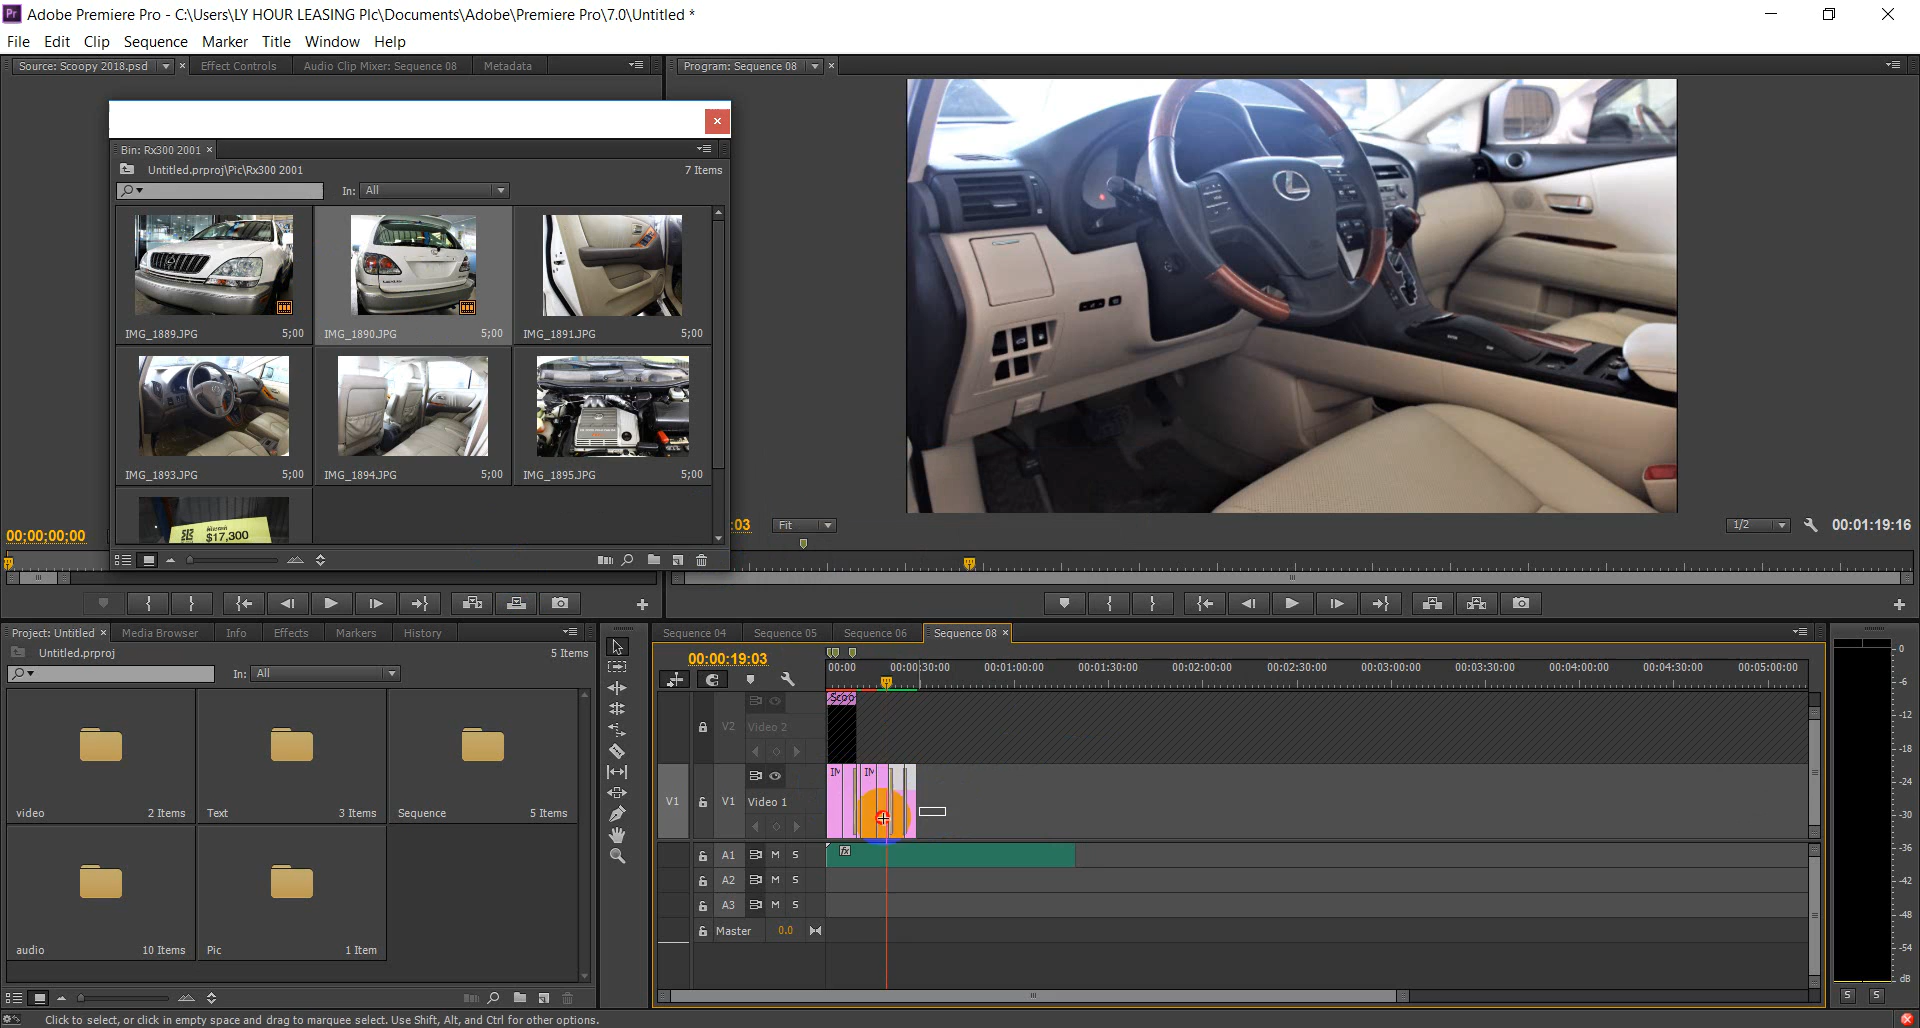 Adobe Premiere Pro - C:\Users\LY HOUR LEASING Plc\Documents\Adobe\Premiere Pro\7.0\Untitled *
File Edit Clip Sequence Marker Title Window Help
Source: Scoopy 2018.psd Effect Controls Audio Clip Mixer: Sequence 08 Metadata
Program: Sequence 08
Bin: Rx300 2001
Untitled.prproj\Pic\Rx300 2001 7 Items
In: All
IMG_1889.JPG 5;00 IMG_1890.JPG 5;00 IMG_1891.JPG 5;00
IMG_1893.JPG 5;00 IMG_1894.JPG 5;00 IMG_1895.JPG 5;00
$17,300
00;00;00;00
:03 Fit 1/2 00:01:19:16
Project: Untitled Media Browser Info Effects Markers History
Untitled.prproj 5 Items
In: All
video 2 Items Text 3 Items Sequence 5 Items
audio 10 Items Pic 1 Item
Sequence 04 Sequence 05 Sequence 06 Sequence 08
00:00:19:03
00:00 00:00:30:00 00:01:00:00 00:01:30:00 00:02:00:00 00:02:30:00 00:03:00:00 00:03:30:00 00:04:00:00 00:04:30:00 00:05:00:00
V2 Video 2
V1 V1 Video 1
IM IM
A1 M S fx
A2 M S
A3 M S
Master 0.0
0
-6
-12
-18
-24
-30
-36
-42
-48
-54
dB
S S
Click to select, or click in empty space and drag to marquee select. Use Shift, Alt, and Ctrl for other options.